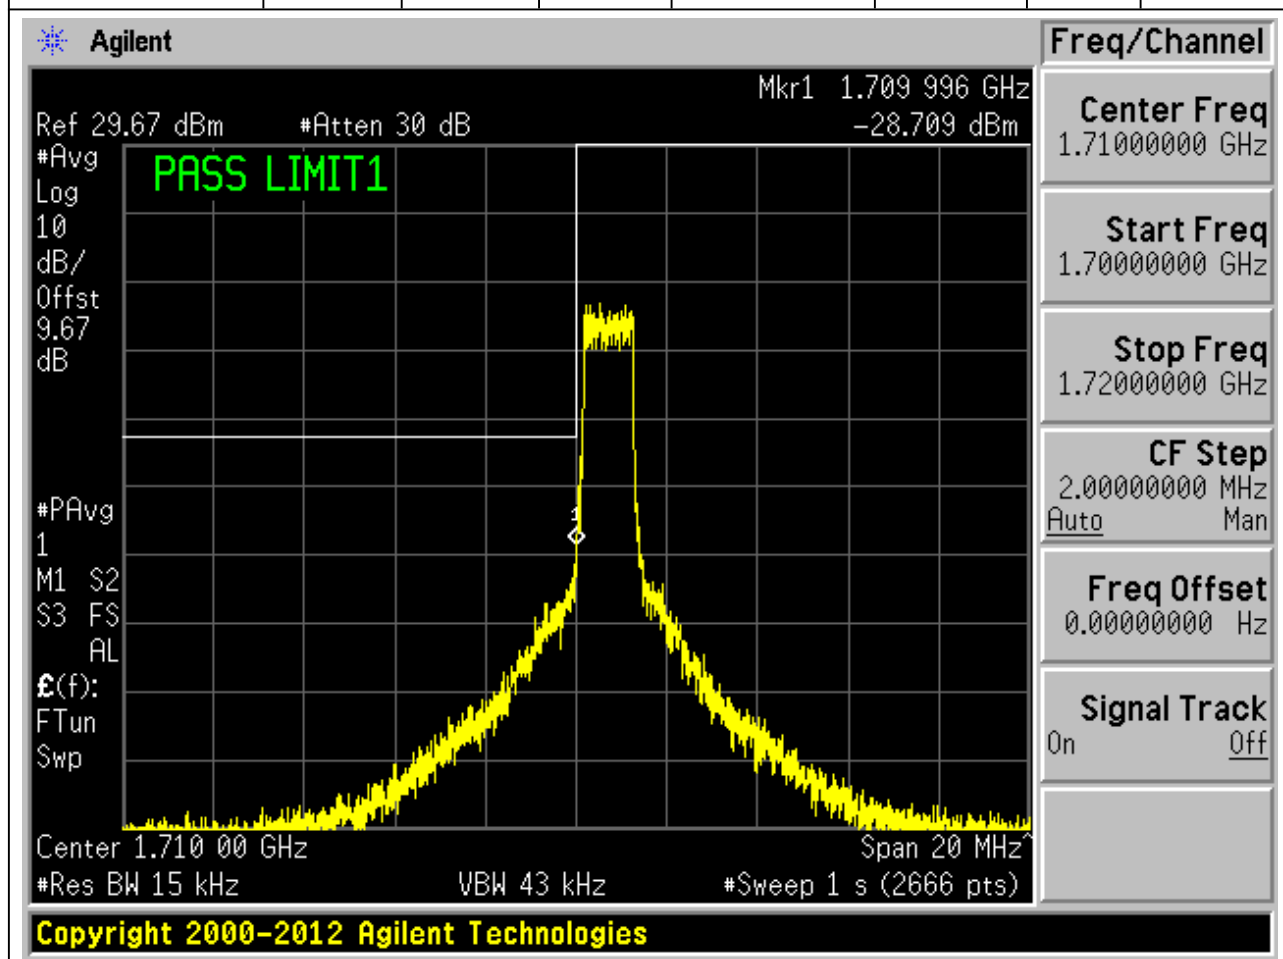 Agilent
Freq/Channel
Mkr1 1.709 996 GHz
Ref 29.67 dBm #Atten 30 dB -28.709 dBm
#Avg
Log
10
dB/
Offst
9.67
dB
PASS LIMIT1
1
#PAvg
1
M1 S2
S3 FS
AL
£(f):
FTun
Swp
Center 1.710 00 GHz Span 20 MHz^
#Res BW 15 kHz VBW 43 kHz #Sweep 1 s (2666 pts)
Copyright 2000-2012 Agilent Technologies
Center Freq
1.71000000 GHz
Start Freq
1.70000000 GHz
Stop Freq
1.72000000 GHz
CF Step
2.00000000 MHz
Auto Man
Freq Offset
0.00000000 Hz
Signal Track
On Off